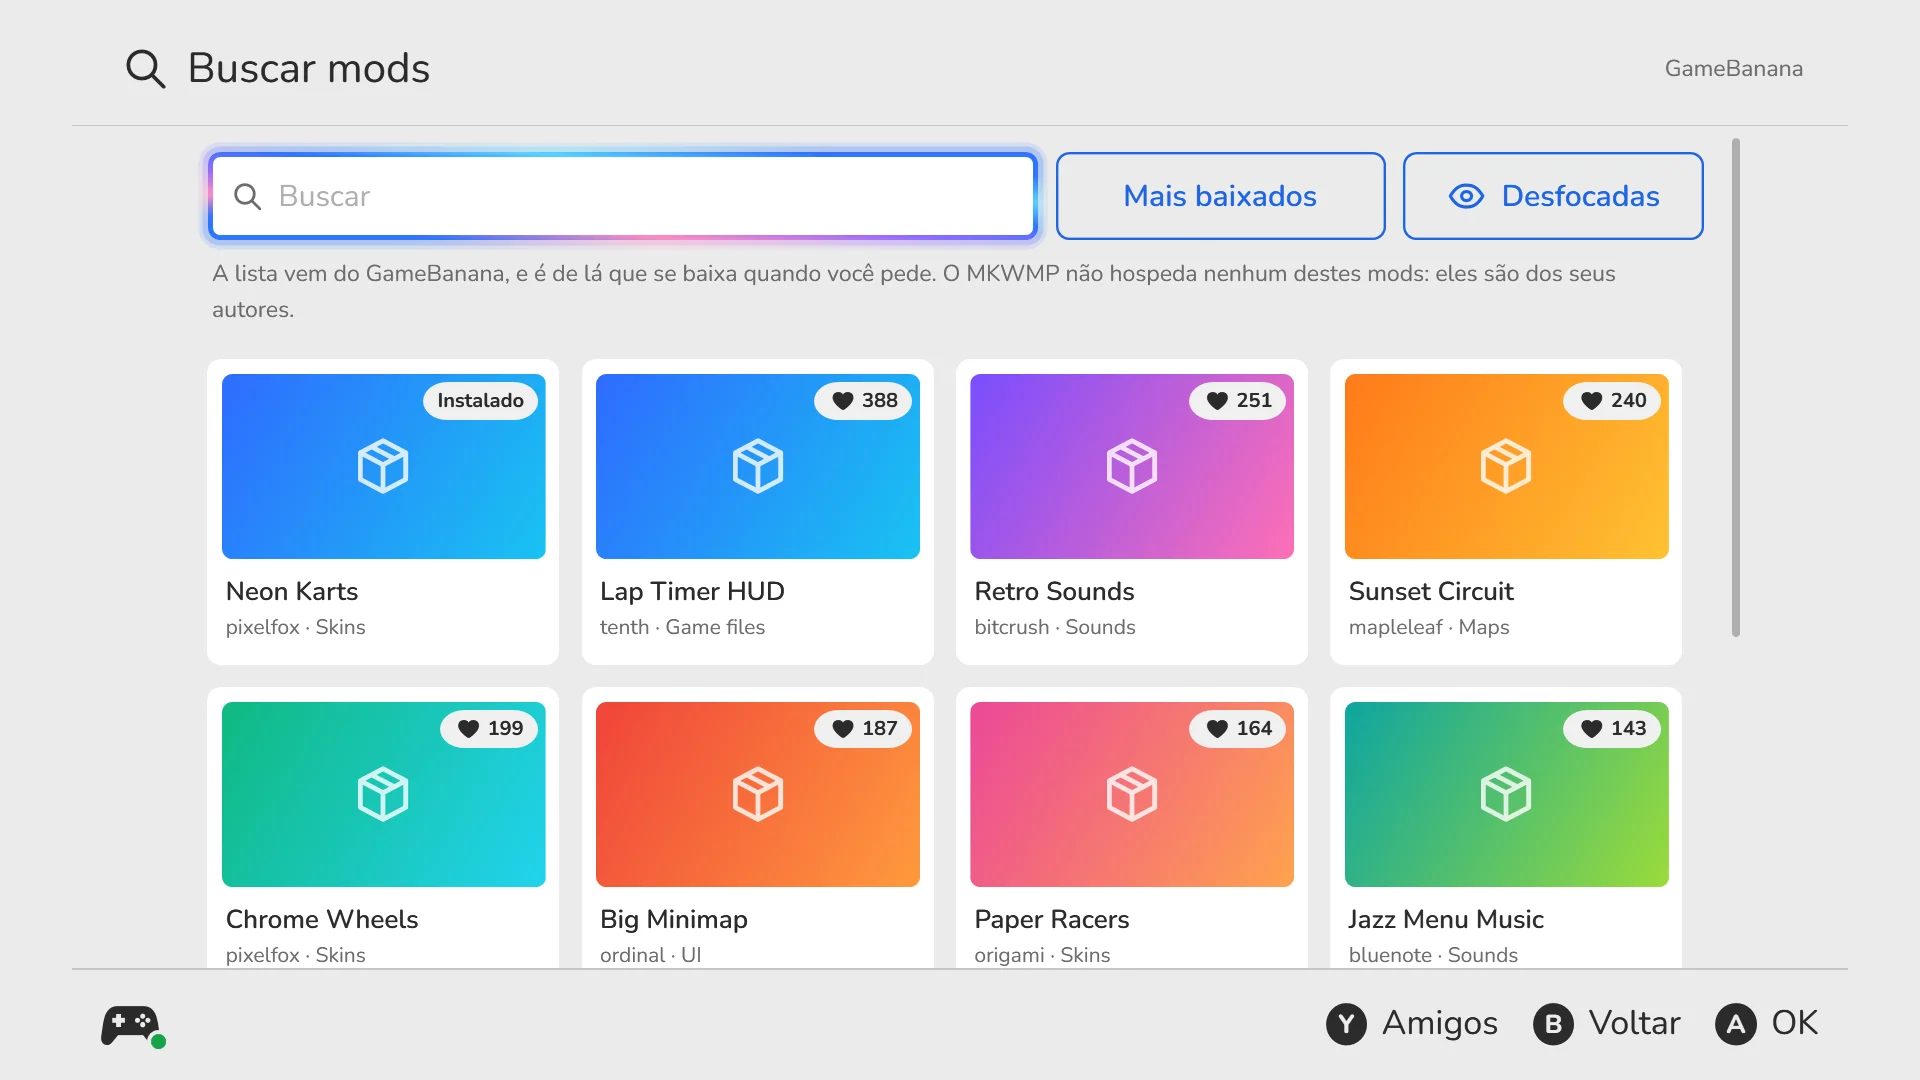 Buscar mods
GameBanana
Buscar
Mais baixados
Desfocadas
A lista vem do GameBanana, e é de lá que se baixa quando você pede. O MKWMP não hospeda nenhum destes mods: eles são dos seus
autores.
Instalado
388
251
240
Neon Karts
Lap Timer HUD
Retro Sounds
Sunset Circuit
pixelfox · Skins
tenth · Game files
bitcrush · Sounds
mapleleaf · Maps
199
187
164
143
Chrome Wheels
Big Minimap
Paper Racers
Jazz Menu Music
pixelfox · Skins
ordinal · UI
origami · Skins
bluenote · Sounds
Y Amigos
B Voltar
A OK